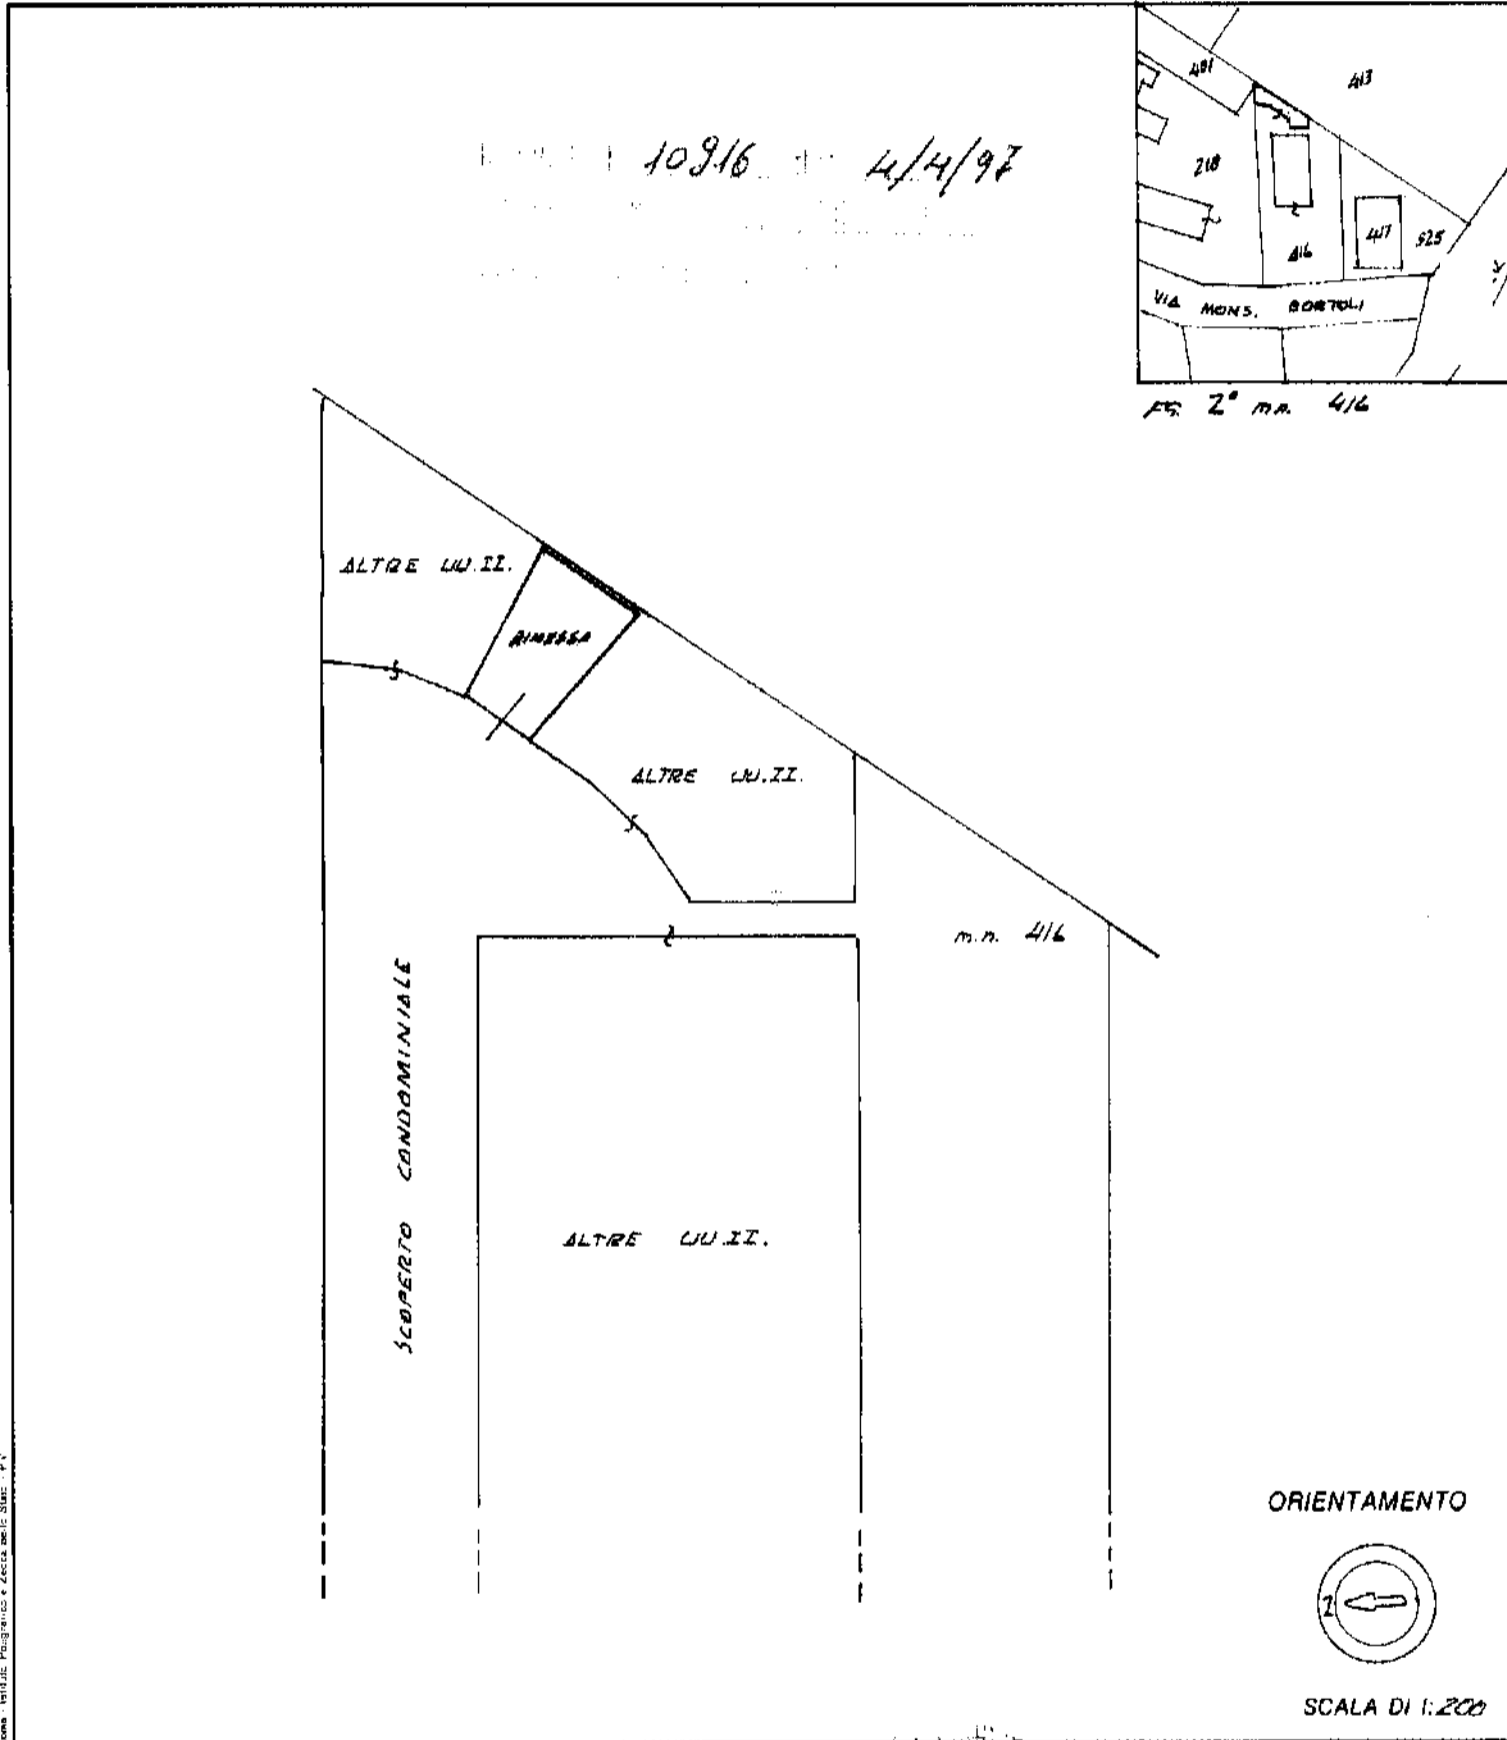 10916 4/4/97
401
413
218
416
417
525
VIA MONS. BORTOLI
FG. 2° m.n. 416
ALTRE UU.II.
RIMESSA
ALTRE UU.II.
m.n. 416
SCOPERTO CONDOMINIALE
ALTRE UU.II.
ORIENTAMENTO
SCALA DI 1:200